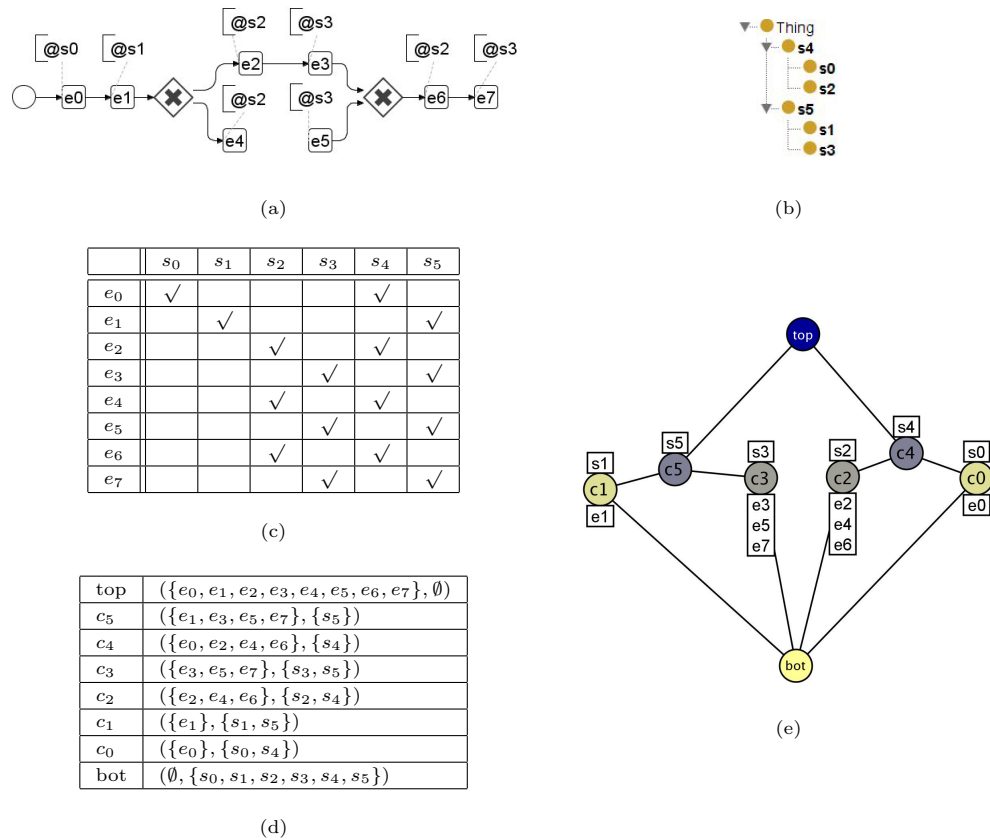 @s0 @s1 @s2 @s3 @s2 @s3
e0 e1 e2 e3 e6 e7
@s2 @s3
e4 e5
(a)
Thing
s4
s0
s2
s5
s1
s3
(b)
s₀ s₁ s₂ s₃ s₄ s₅
e₀ √ √
e₁ √ √
e₂ √ √
e₃ √ √
e₄ √ √
e₅ √ √
e₆ √ √
e₇ √ √
(c)
top ({e₀, e₁, e₂, e₃, e₄, e₅, e₆, e₇}, ∅)
c₅ ({e₁, e₃, e₅, e₇}, {s₅})
c₄ ({e₀, e₂, e₄, e₆}, {s₄})
c₃ ({e₃, e₅, e₇}, {s₃, s₅})
c₂ ({e₂, e₄, e₆}, {s₂, s₄})
c₁ ({e₁}, {s₁, s₅})
c₀ ({e₀}, {s₀, s₄})
bot (∅, {s₀, s₁, s₂, s₃, s₄, s₅})
(d)
top
s1 s5 s3 s2 s4 s0
c1 c5 c3 c2 c4 c0
e1 e3 e2 e0
e5 e4
e7 e6
bot
(e)